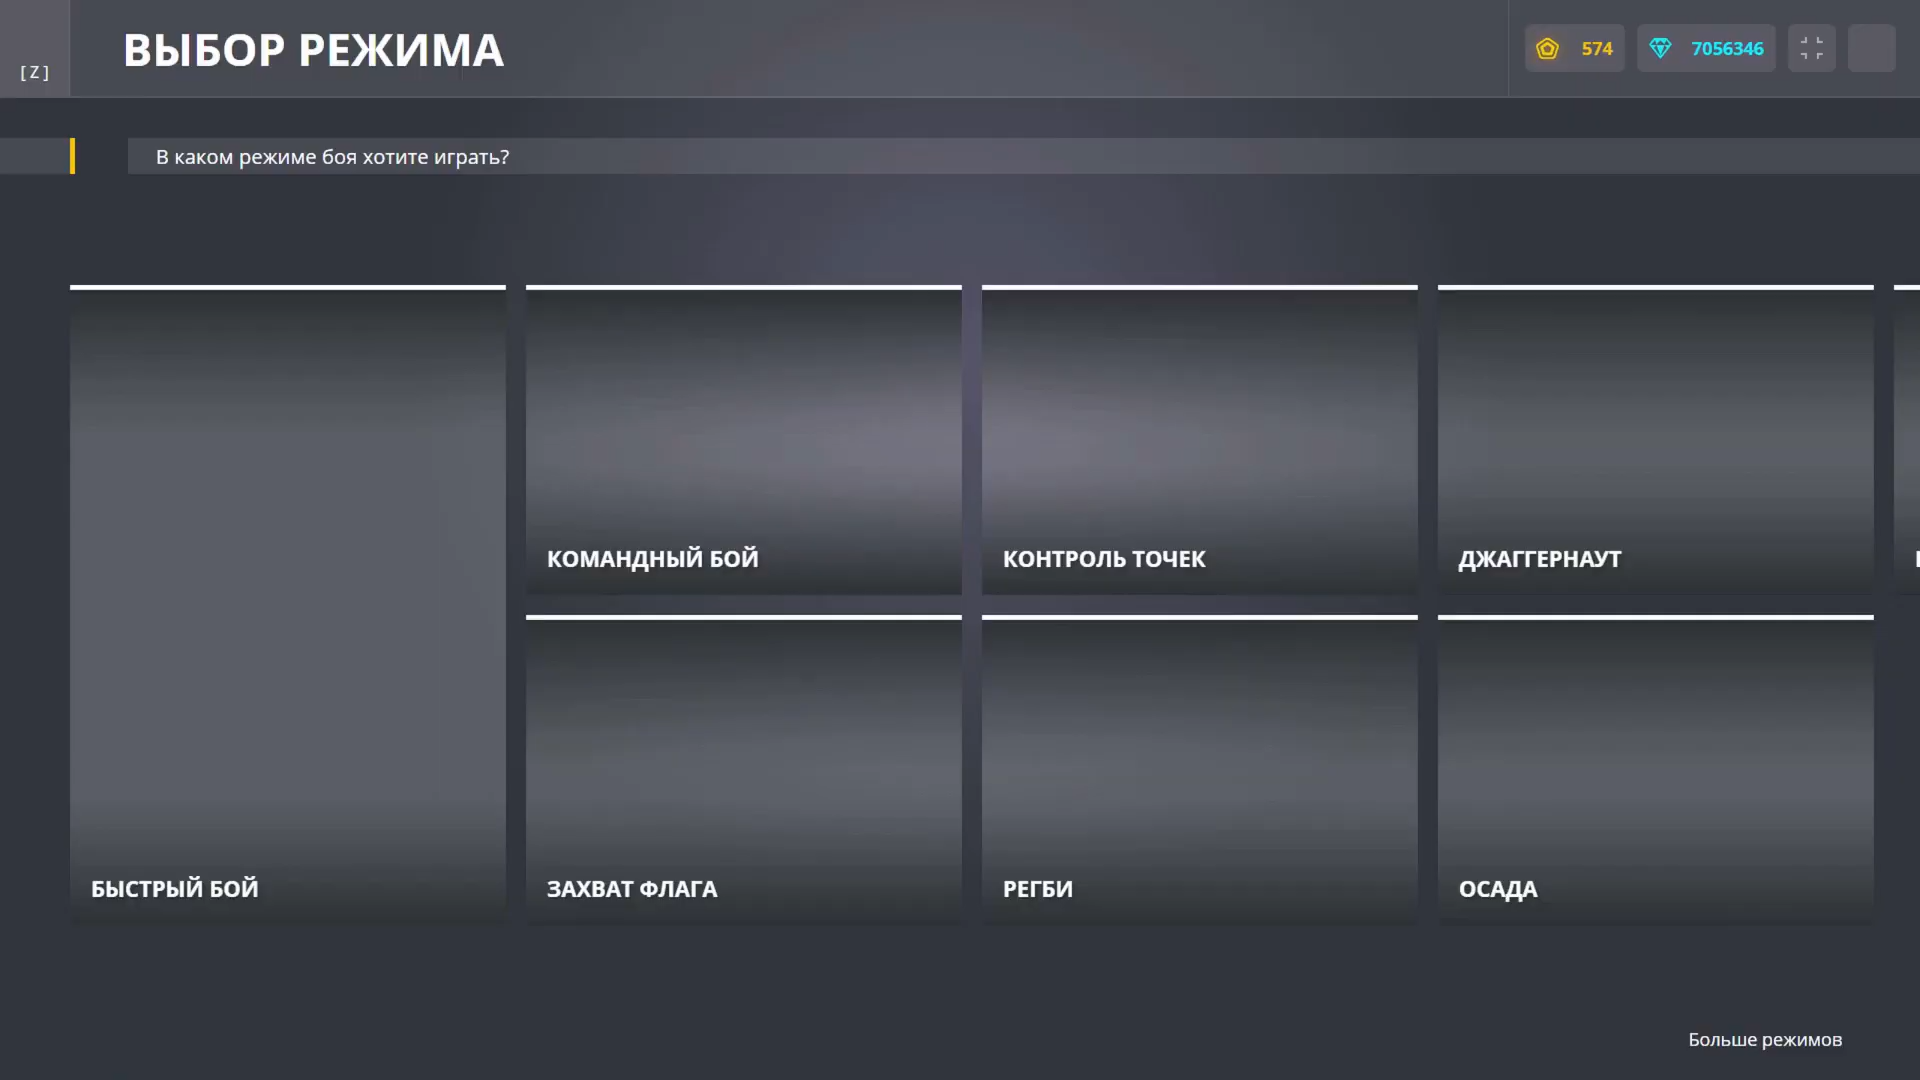 [Z]
ВЫБОР РЕЖИМА
574
7056346
В каком режиме боя хотите играть?
КОМАНДНЫЙ БОЙ
КОНТРОЛЬ ТОЧЕК
ДЖАГГЕРНАУТ
БЫСТРЫЙ БОЙ
ЗАХВАТ ФЛАГА
РЕГБИ
ОСАДА
Больше режимов